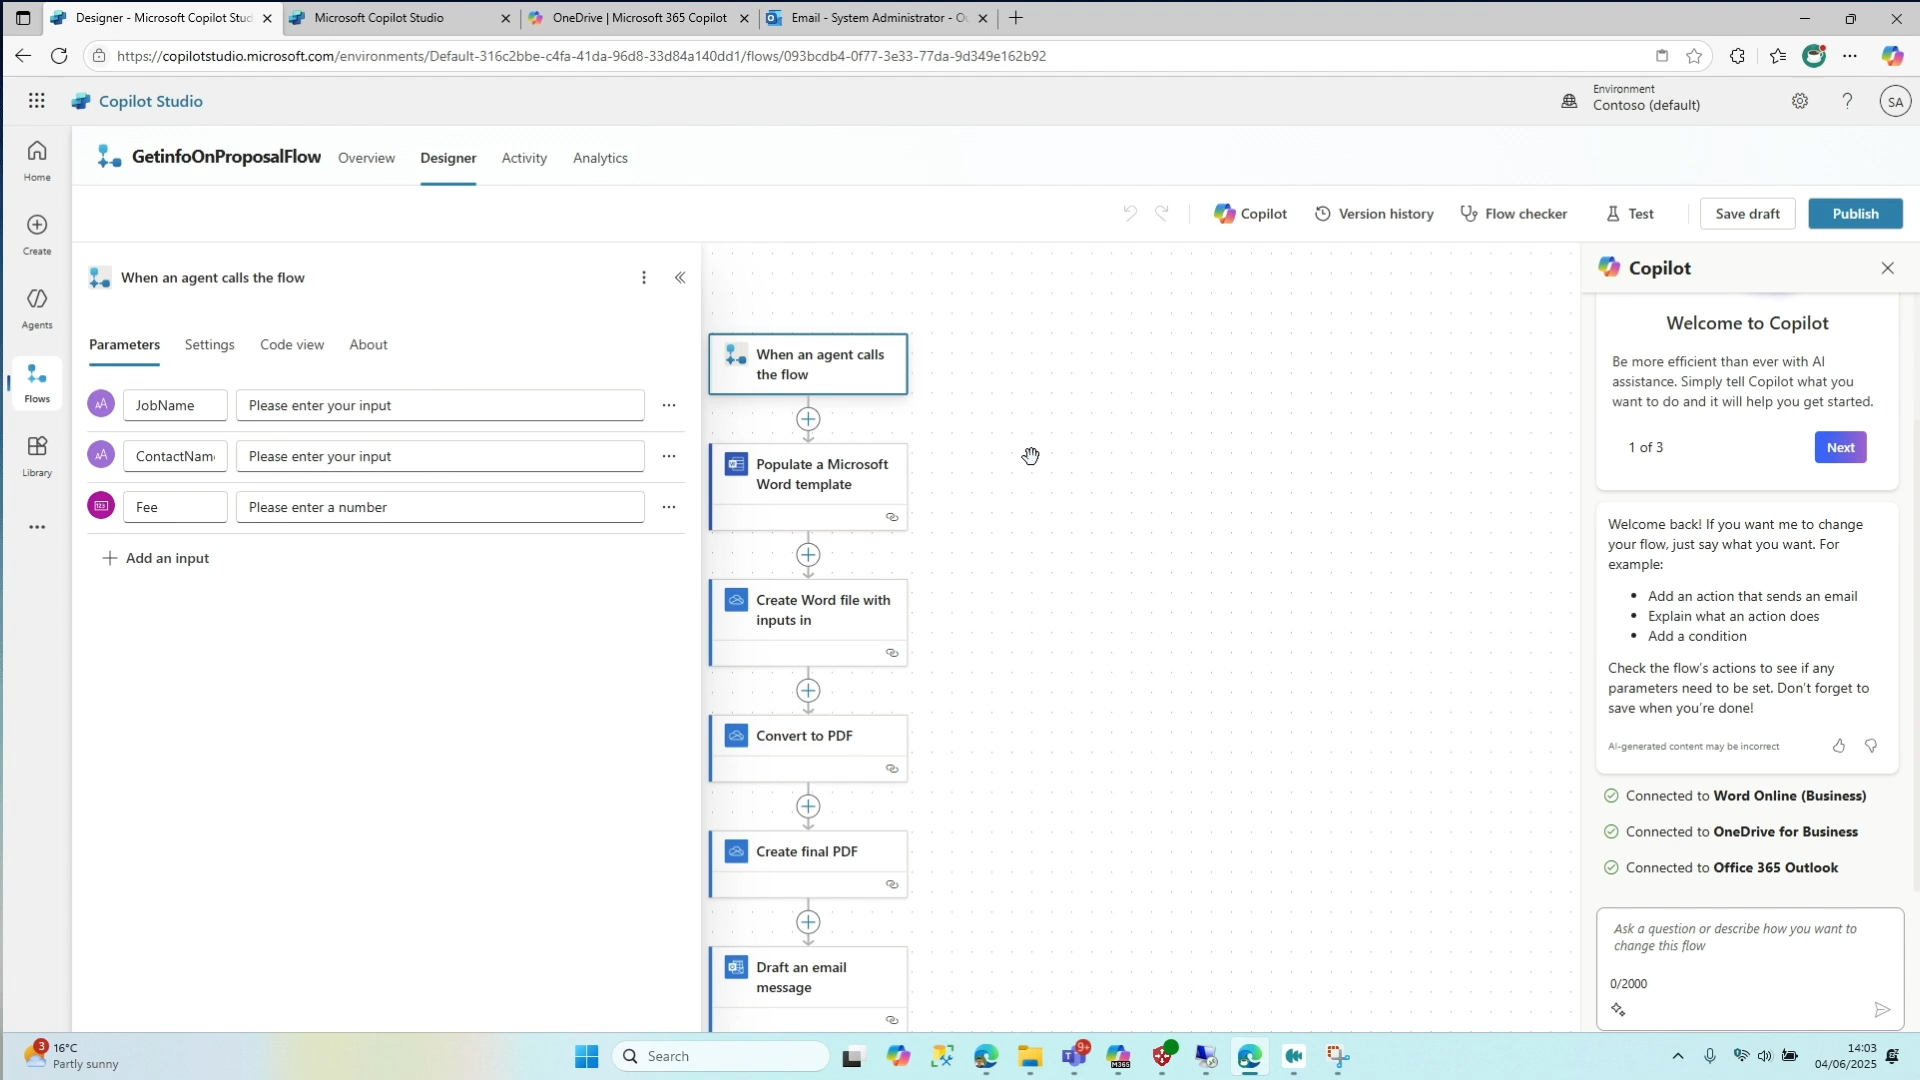 Designer - Microsoft Copilot Stud
Microsoft Copilot Studio
OneDrive | Microsoft 365 Copilot
Email - System Administrator - O
https://copilotstudio.microsoft.com/environments/Default-316c2bbe-c4fa-41da-96d8-33d84a140dd1/flows/093bcdb4-0f77-3e33-77da-9d349e162b92
Copilot Studio
Environment
Contoso (default)
SA
Home
Create
Agents
Flows
Library
GetinfoOnProposalFlow
Overview
Designer
Activity
Analytics
Copilot
Version history
Flow checker
Test
Save draft
Publish
When an agent calls the flow
Parameters
Settings
Code view
About
JobName
Please enter your input
ContactName
Please enter your input
Fee
Please enter a number
Add an input
When an agent calls
the flow
Populate a Microsoft
Word template
Create Word file with
inputs in
Convert to PDF
Create final PDF
Draft an email
message
Copilot
Welcome to Copilot
Be more efficient than ever with AI
assistance. Simply tell Copilot what you
want to do and it will help you get started.
1 of 3
Next
Welcome back! If you want me to change
your flow, just say what you want. For
example:
• Add an action that sends an email
• Explain what an action does
• Add a condition
Check the flow's actions to see if any
parameters need to be set. Don't forget to
save when you're done!
AI-generated content may be incorrect
Connected to Word Online (Business)
Connected to OneDrive for Business
Connected to Office 365 Outlook
Ask a question or describe how you want to
change this flow
0/2000
3
16°C
Partly sunny
Search
9+
M365
14:03
04/06/2025